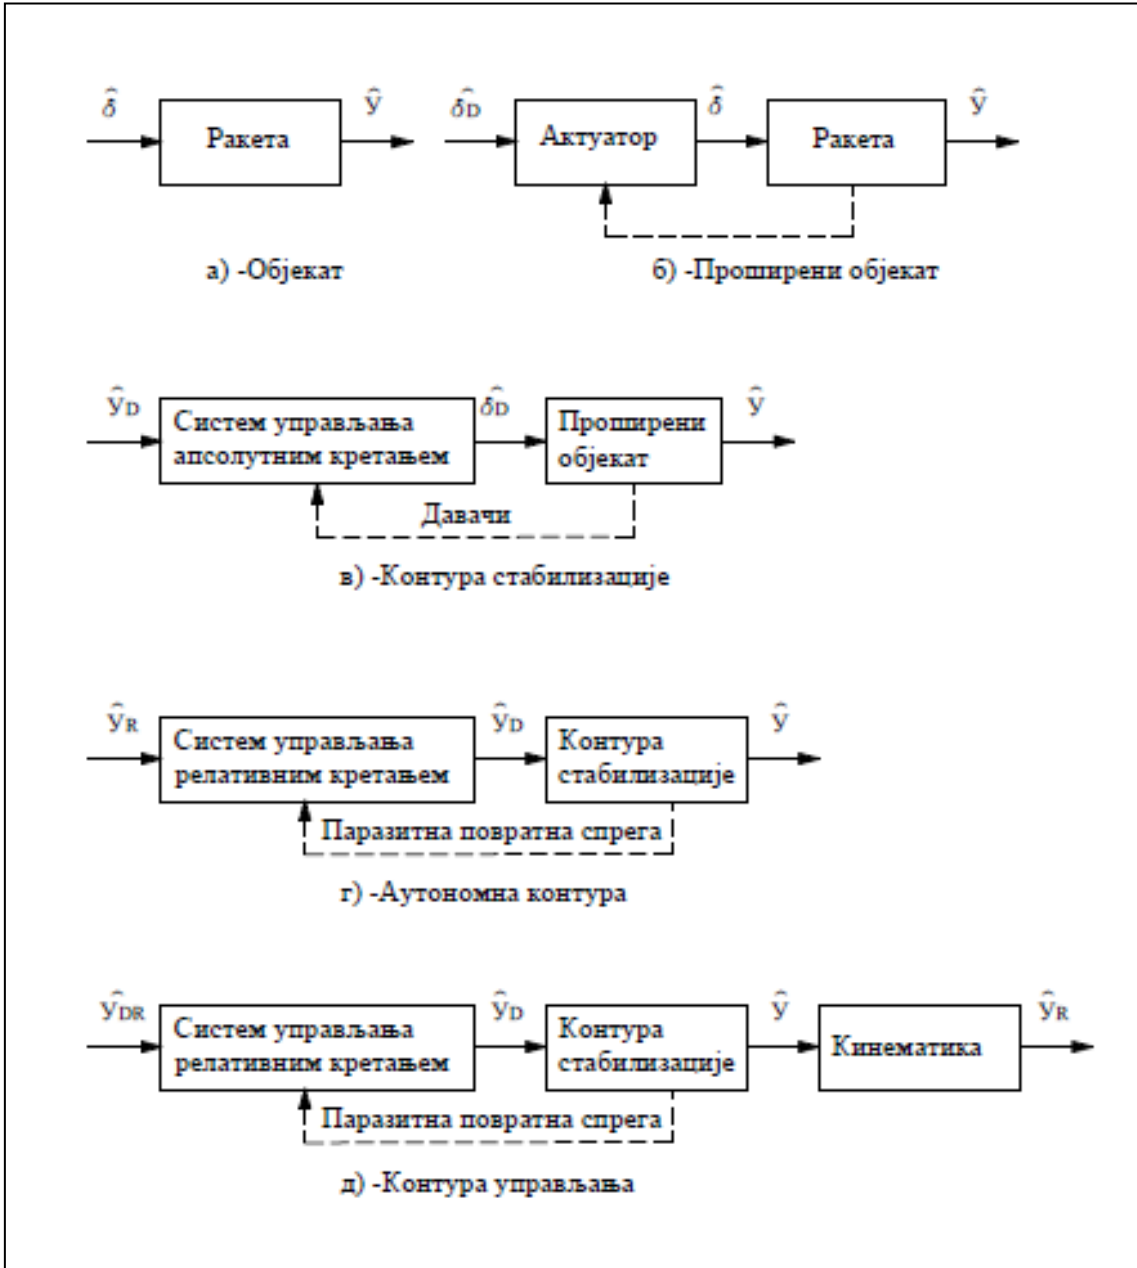 δ̂
Ракета
ŷ
δ̂D
Актуатор
δ̂
Ракета
ŷ
а) -Објекат
б) -Проширени објекат
ŷD
Систем управљања
апсолутним кретањем
δ̂D
Проширени
објекат
ŷ
Давачи
в) -Контура стабилизације
ŷR
Систем управљања
релативним кретањем
ŷD
Контура
стабилизације
ŷ
Паразитна повратна спрега
г) -Аутономна контура
ŷDR
Систем управљања
релативним кретањем
ŷD
Контура
стабилизације
ŷ
Кинематика
ŷR
Паразитна повратна спрега
д) -Контура управљања